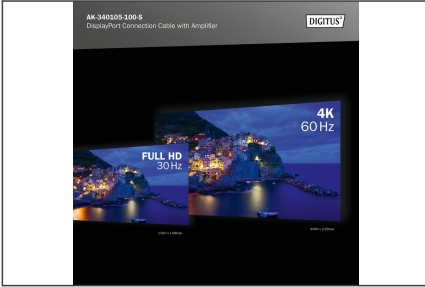 AK-340105-100-S
DisplayPort Connection Cable with Amplifier
DIGITUS®
4K
60 Hz
FULL HD
30 Hz